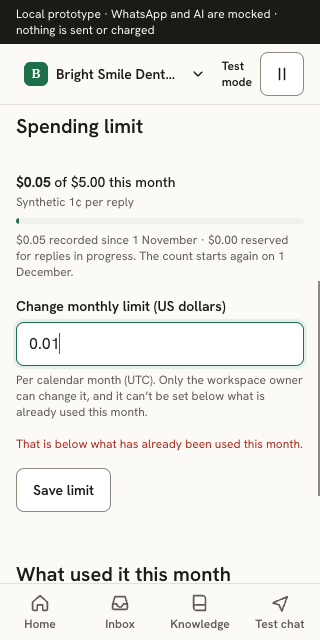 Local prototype · WhatsApp and AI are mocked ·
nothing is sent or charged
B Bright Smile Dent...
Test
mode
Spending limit
$0.05 of $5.00 this month
Synthetic 1¢ per reply
$0.05 recorded since 1 November · $0.00 reserved
for replies in progress. The count starts again on 1
December.
Change monthly limit (US dollars)
0.01
Per calendar month (UTC). Only the workspace owner
can change it, and it can’t be set below what is
already used this month.
That is below what has already been used this month.
Save limit
What used it this month
Home Inbox Knowledge Test chat